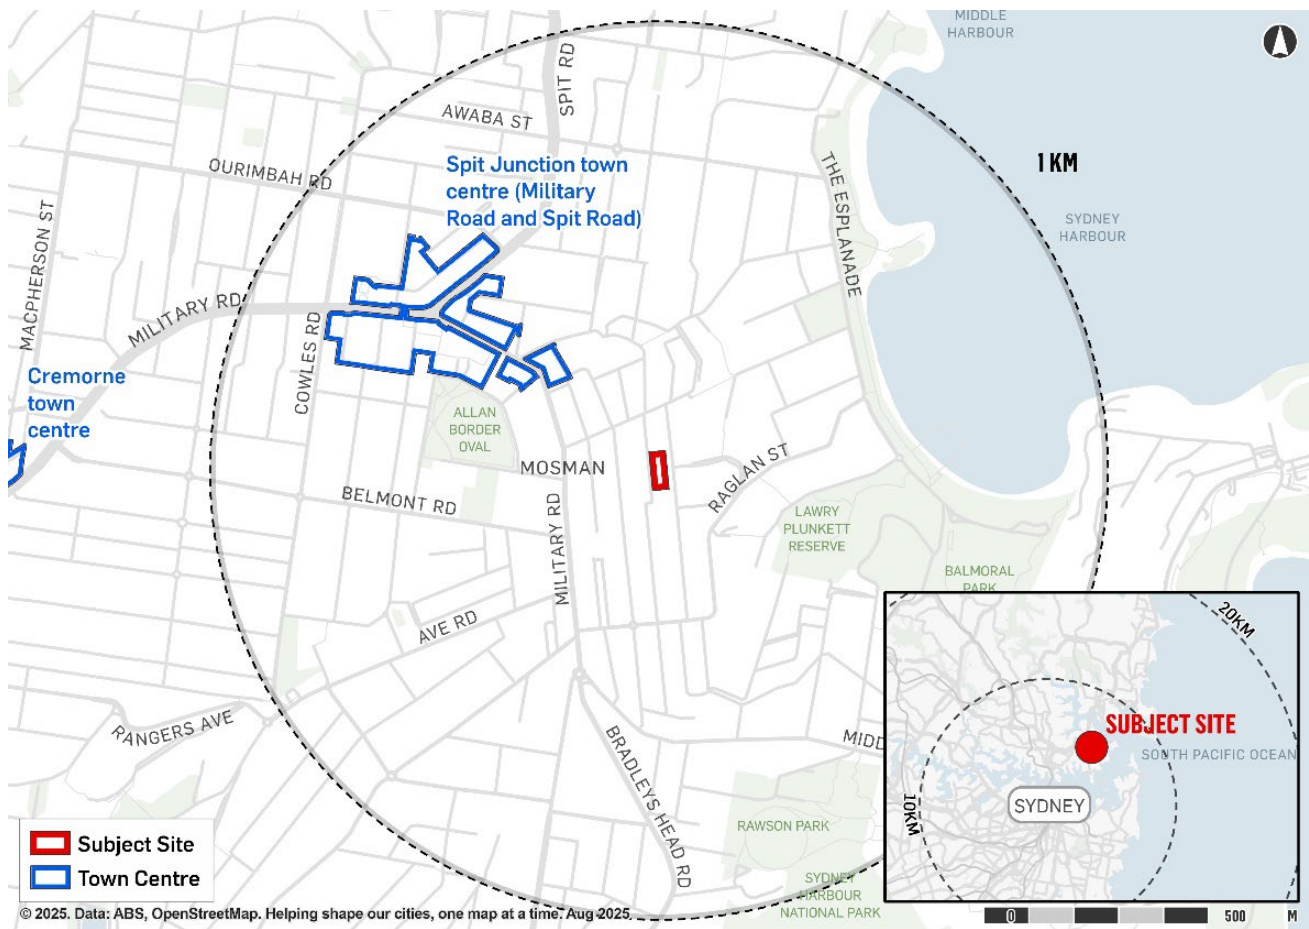 MIDDLE
HARBOUR
SPIT RD
AWABA ST
OURIMBAH RD
Spit Junction town
centre (Military
Road and Spit Road)
1 KM
THE ESPLANADE
SYDNEY
HARBOUR
MACPHERSON ST
MILITARY RD
COWLES RD
Cremorne
town
centre
ALLAN
BORDER
OVAL
MOSMAN
RAGLAN ST
BELMONT RD
MILITARY RD
LAWRY
PLUNKETT
RESERVE
BALMORAL
PARK
AVE RD
RANGERS AVE
BRADLEYS HEAD RD
MIDD
RAWSON PARK
SYDNEY
HARBOUR
NATIONAL PARK
20KM
SUBJECT SITE
SOUTH PACIFIC OCEAN
10KM
SYDNEY
Subject Site
Town Centre
© 2025. Data: ABS, OpenStreetMap. Helping shape our cities, one map at a time. Aug 2025
0 500 M